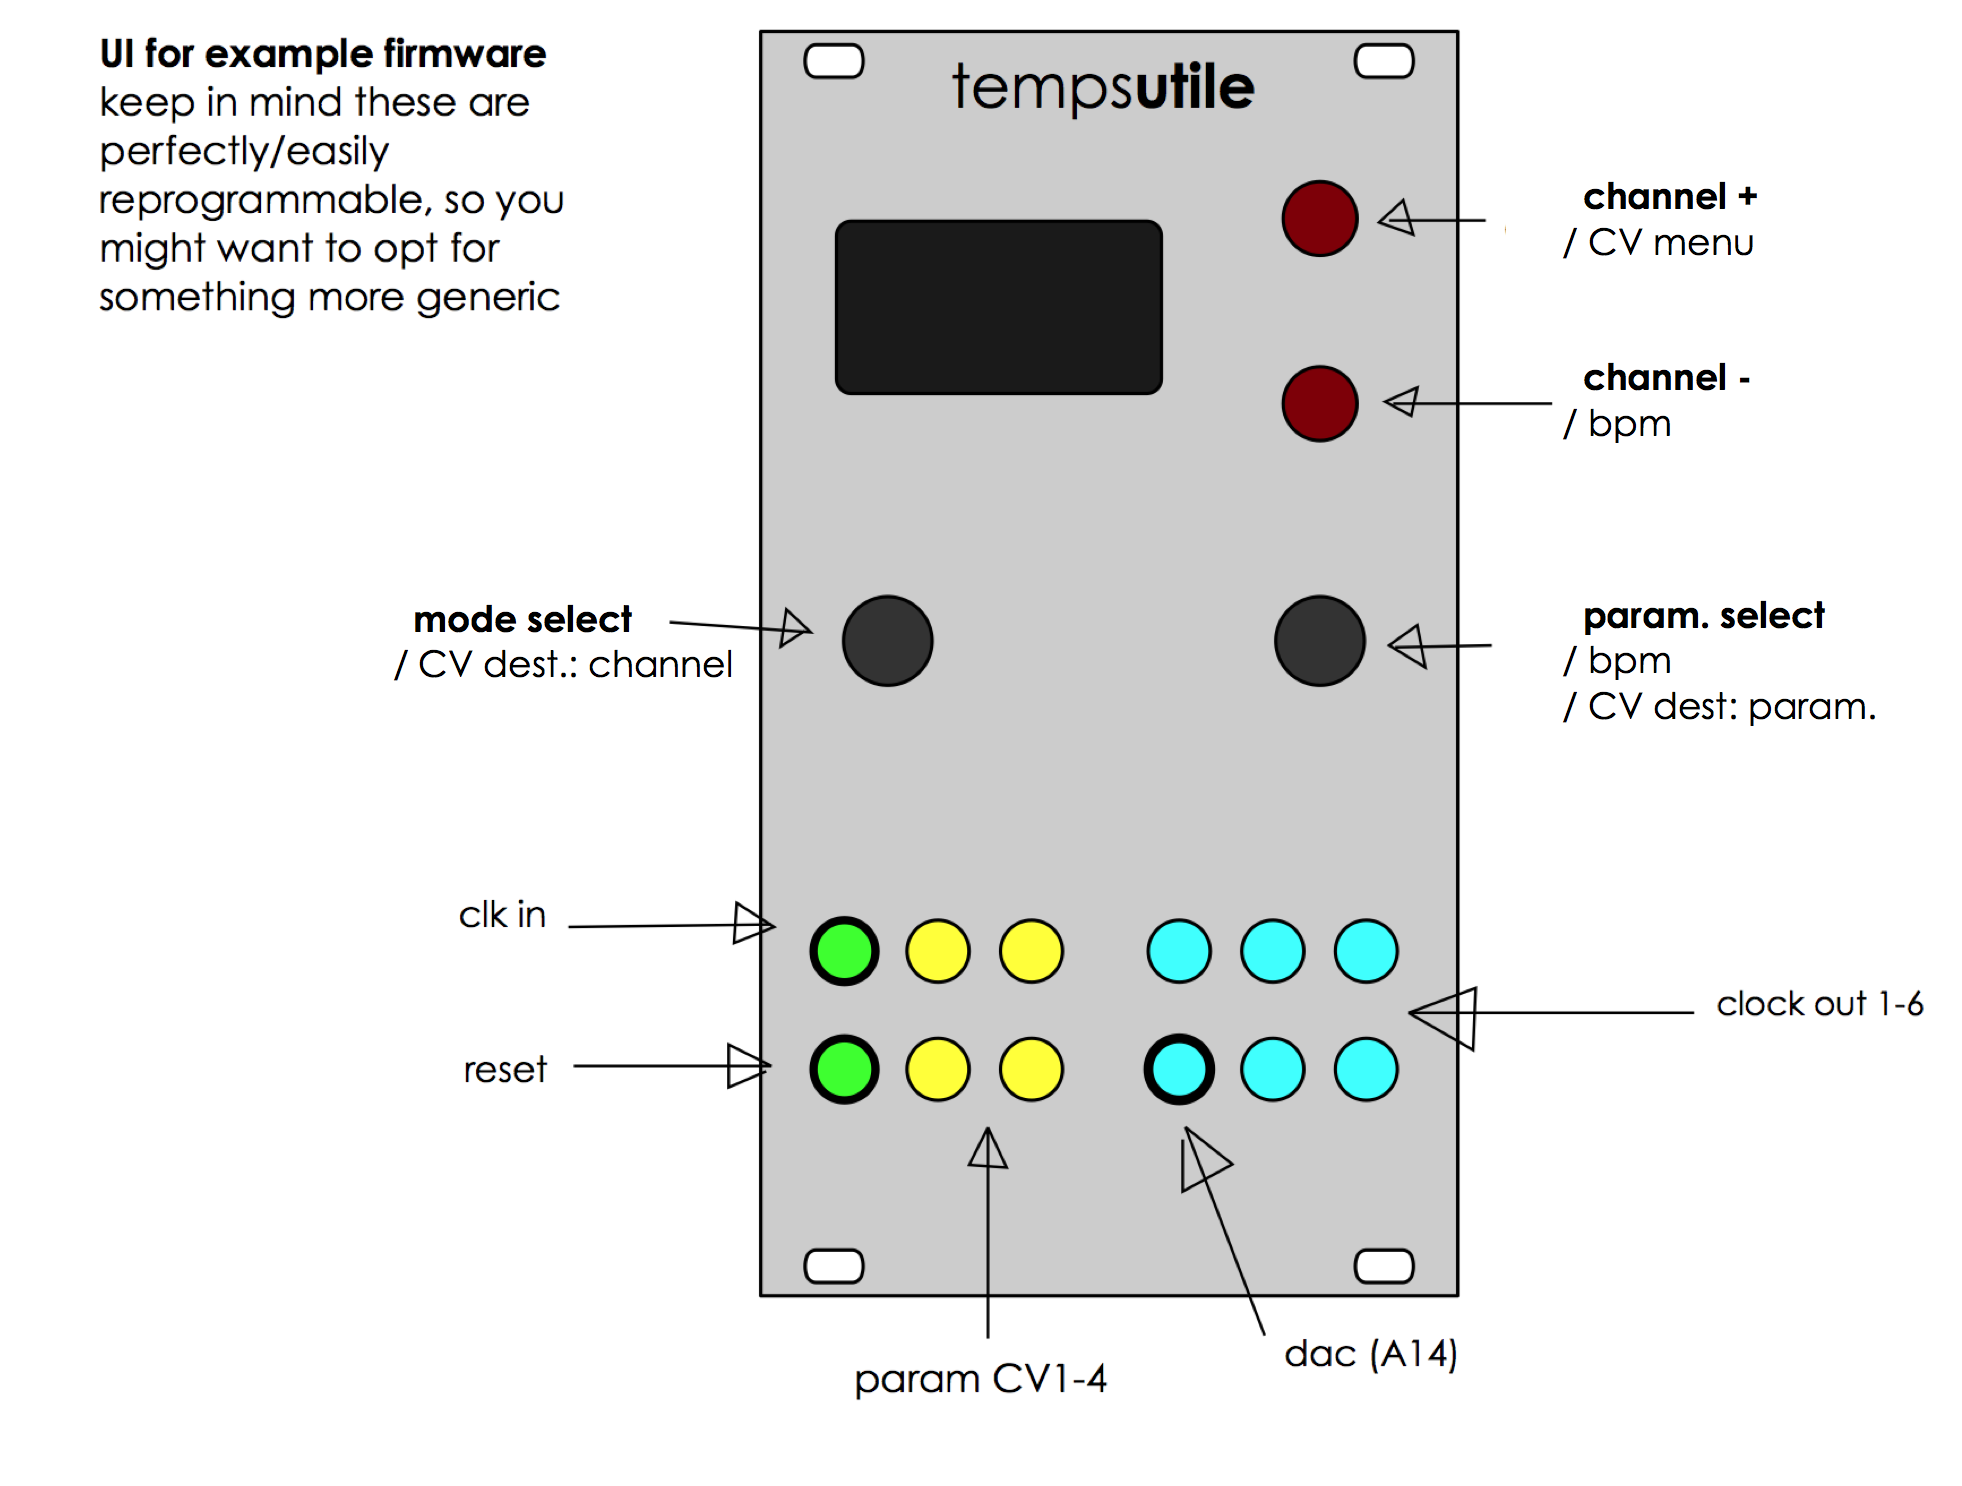 UI for example firmware
keep in mind these are
perfectly/easily
reprogrammable, so you
might want to opt for
something more generic
tempsutile
channel +
/ CV menu
channel -
/ bpm
mode select
/ CV dest.: channel
param. select
/ bpm
/ CV dest: param.
clk in
clock out 1-6
reset
dac (A14)
param CV1-4